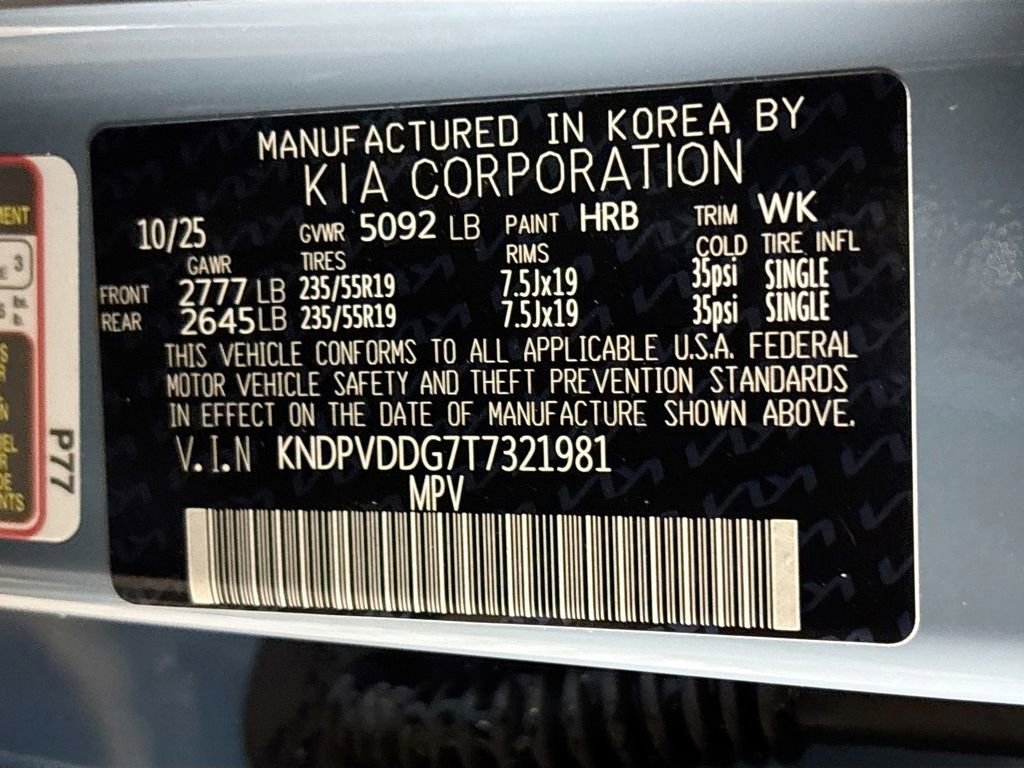 MANUFACTURED IN KOREA BY
KIA CORPORATION
10/25 GVWR 5092 LB PAINT HRB TRIM WK
GAWR TIRES RIMS COLD TIRE INFL
FRONT 2777 LB 235/55R19 7.5Jx19 35psi SINGLE
REAR 2645 LB 235/55R19 7.5Jx19 35psi SINGLE
THIS VEHICLE CONFORMS TO ALL APPLICABLE U.S.A. FEDERAL
MOTOR VEHICLE SAFETY AND THEFT PREVENTION STANDARDS
IN EFFECT ON THE DATE OF MANUFACTURE SHOWN ABOVE.
V.I.N KNDPVDDG7T7321981
MPV
P77
3